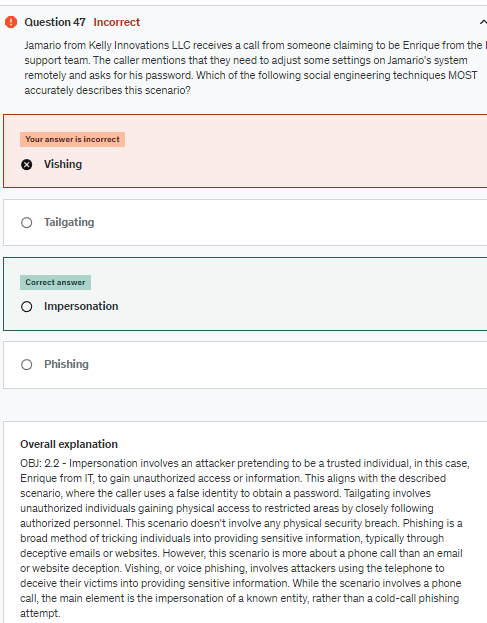 Question 47 Incorrect
Jamario from Kelly Innovations LLC receives a call from someone claiming to be Enrique from the
support team. The caller mentions that they need to adjust some settings on Jamario's system
remotely and asks for his password. Which of the following social engineering techniques MOST
accurately describes this scenario?
Your answer is incorrect
Vishing
Tailgating
Correct answer
Impersonation
Phishing
Overall explanation
OBJ: 2.2 - Impersonation involves an attacker pretending to be a trusted individual, in this case,
Enrique from IT, to gain unauthorized access or information. This aligns with the described
scenario, where the caller uses a false identity to obtain a password. Tailgating involves
unauthorized individuals gaining physical access to restricted areas by closely following
authorized personnel. This scenario doesn't involve any physical security breach. Phishing is a
broad method of tricking individuals into providing sensitive information, typically through
deceptive emails or websites. However, this scenario is more about a phone call than an email
or website deception. Vishing, or voice phishing, involves attackers using the telephone to
deceive their victims into providing sensitive information. While the scenario involves a phone
call, the main element is the impersonation of a known entity, rather than a cold-call phishing
attempt.